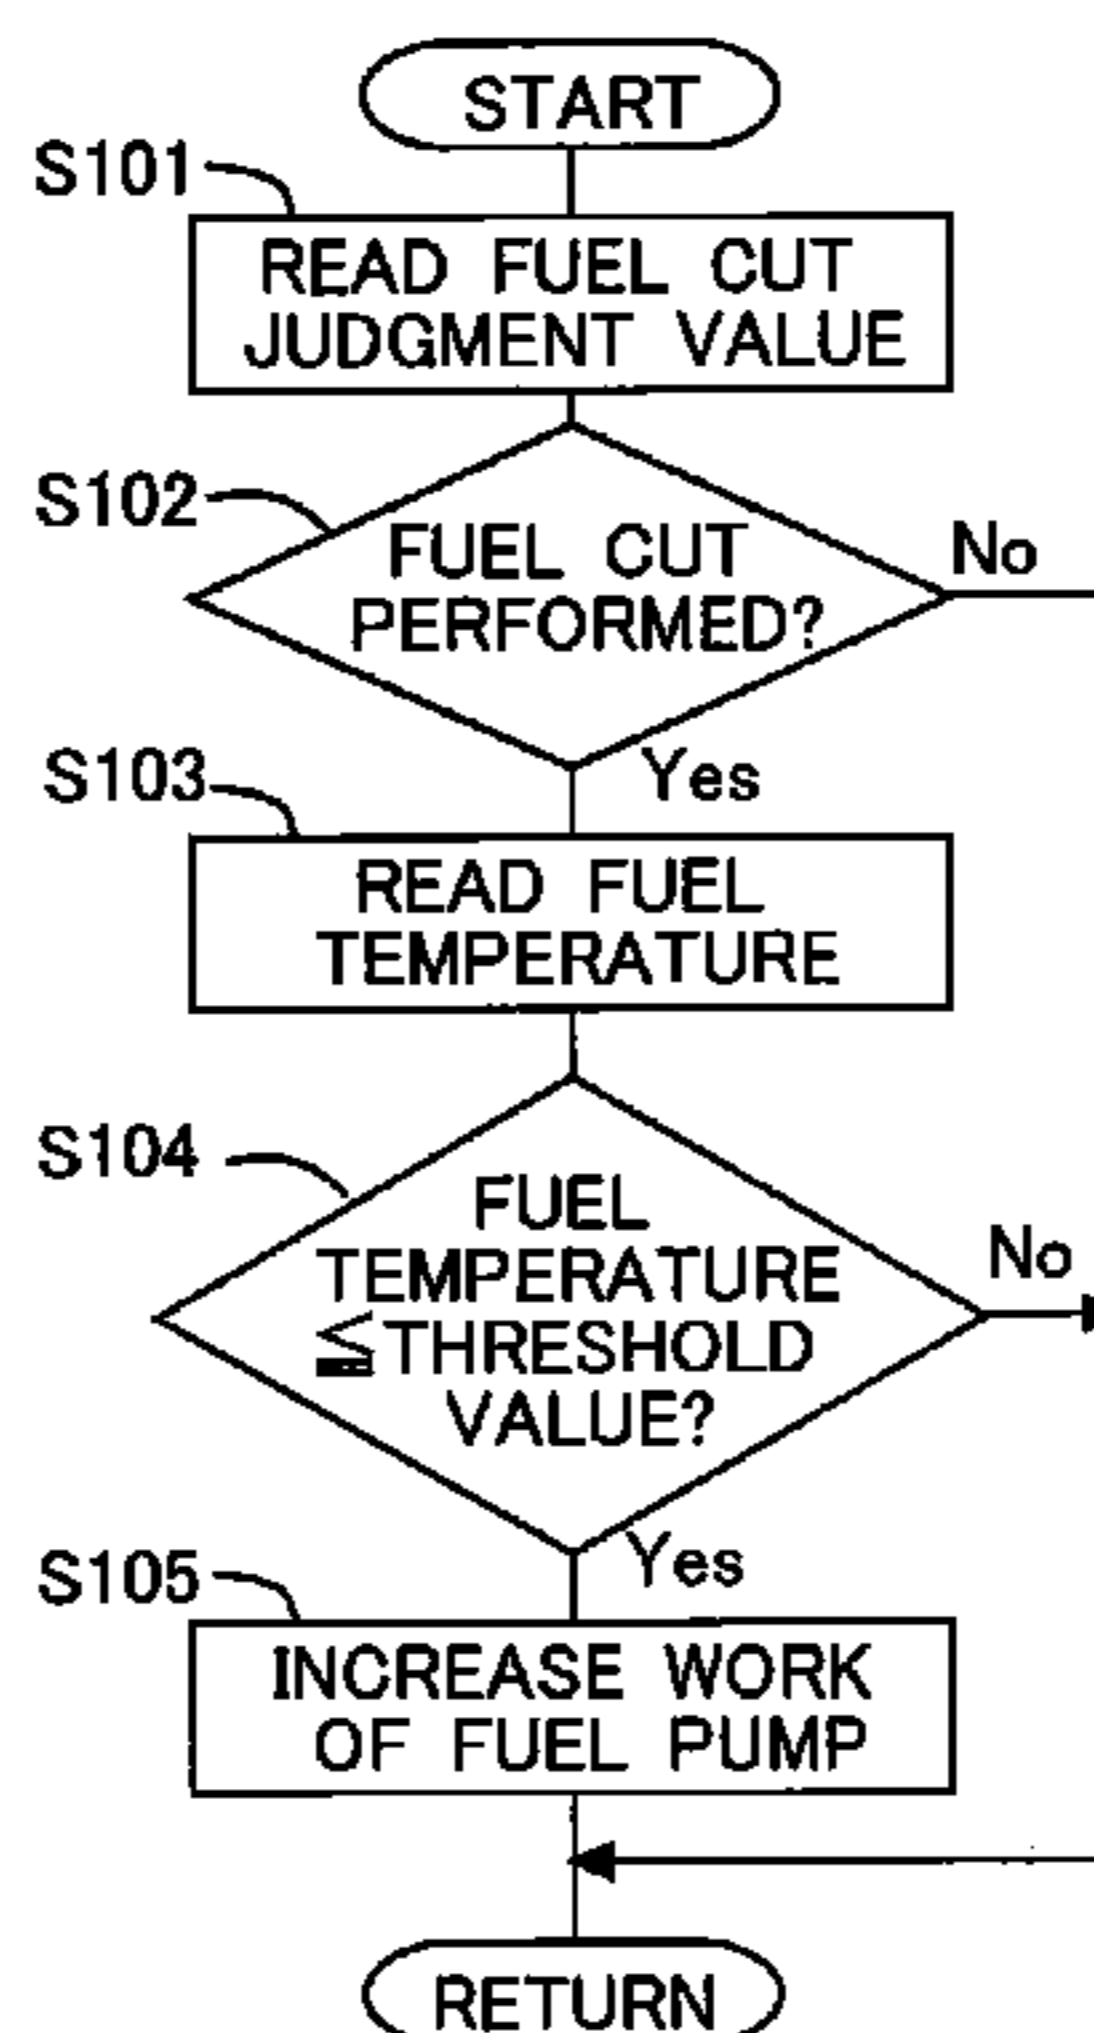 START
S101
READ FUEL CUT
JUDGMENT VALUE
S102
FUEL CUT
PERFORMED?
No
Yes
S103
READ FUEL
TEMPERATURE
S104
FUEL
TEMPERATURE
≦THRESHOLD
VALUE?
No
Yes
S105
INCREASE WORK
OF FUEL PUMP
RETURN